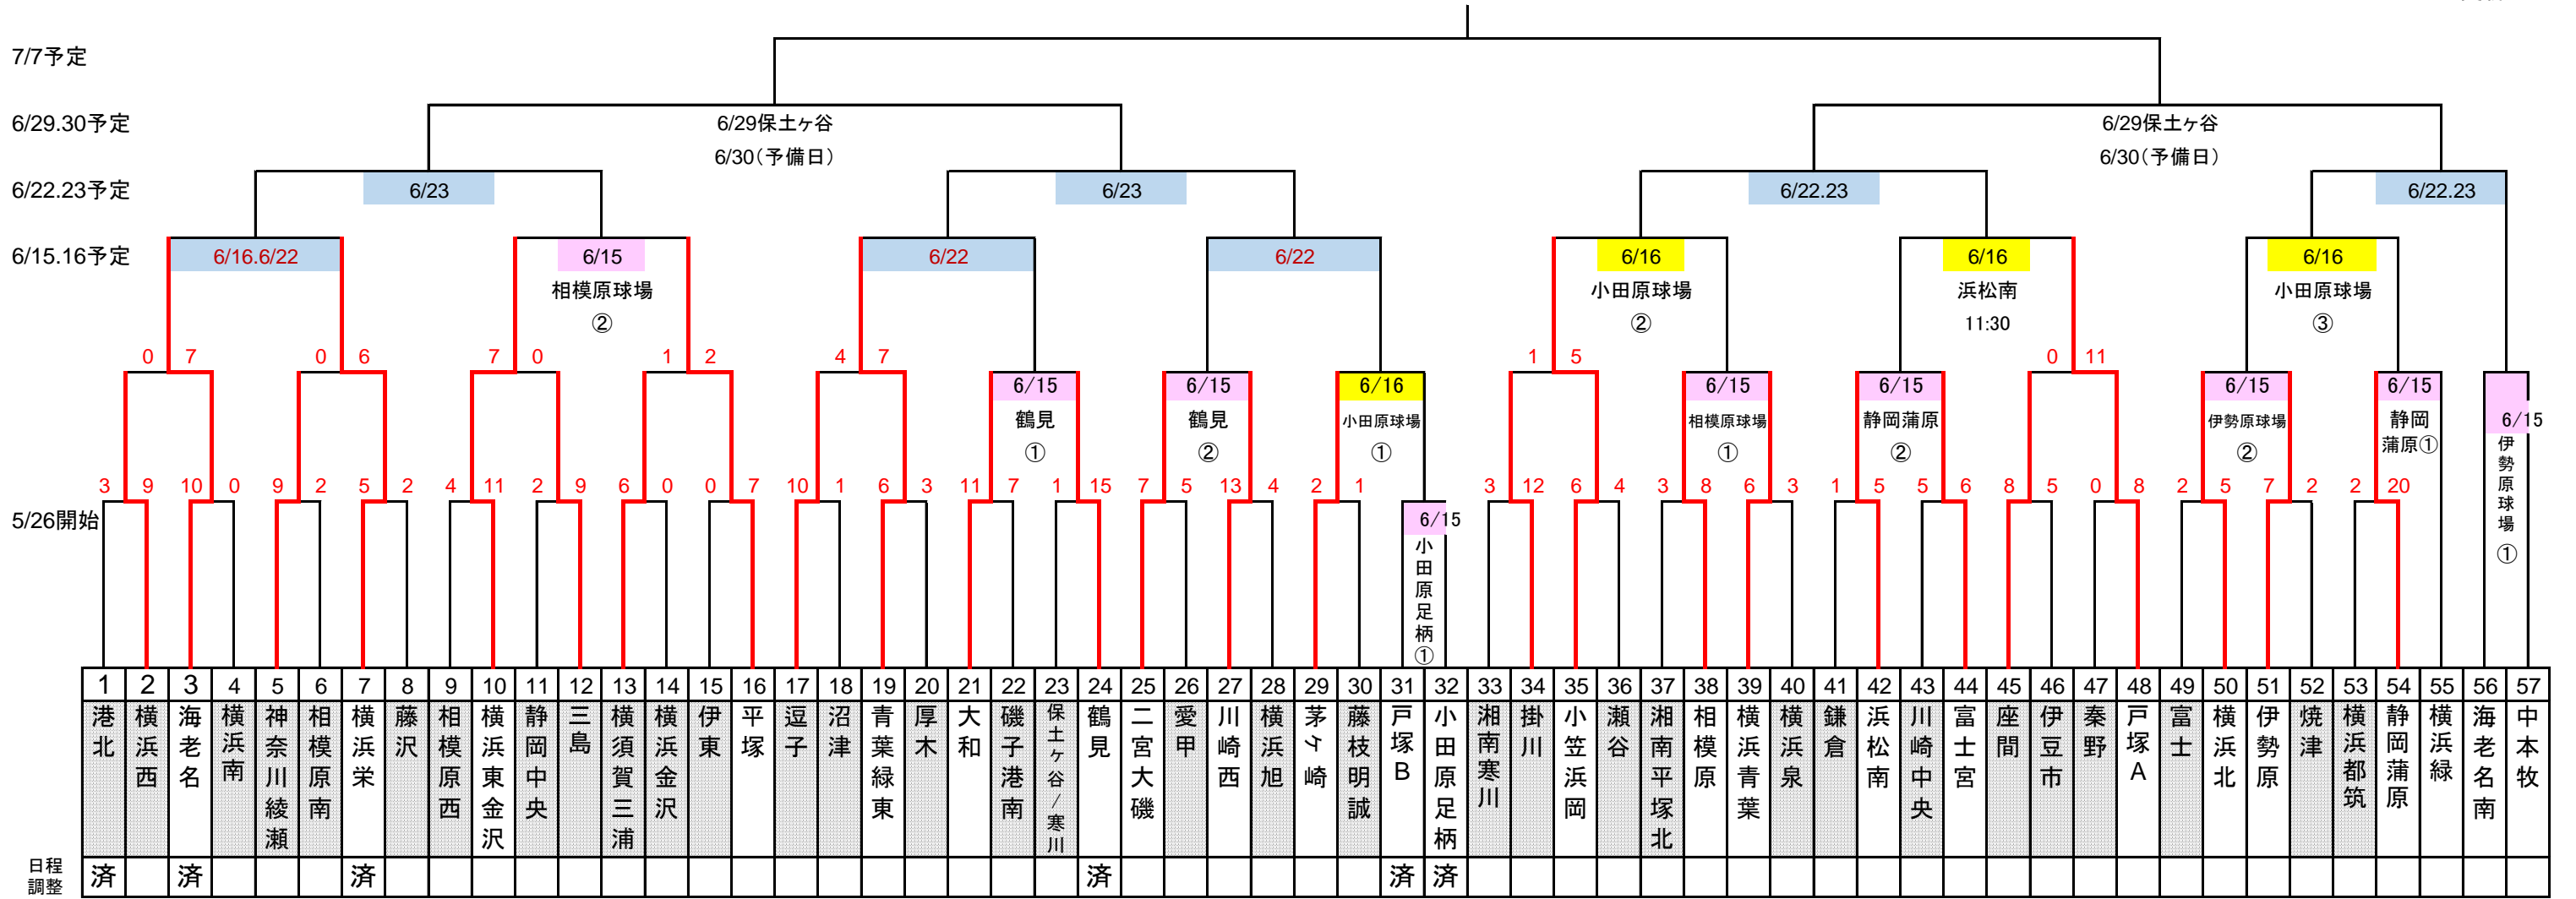 7/7予定
6/29.30予定
6/29保土ヶ谷
6/29保土ヶ谷
6/30(予備日)
6/30(予備日)
6/22.23予定
6/23
6/23
6/22.23
6/22.23
6/15.16予定
6/16.6/22
6/15
6/22
6/22
6/16
6/16
6/16
相模原球場
小田原球場
浜松南
小田原球場
②
②
11:30
③
0 7 0 6 7 0 1 2 4 7 1 5 0 11
6/15
6/15
6/16
6/15
6/15
6/15
6/15
6/15
鶴見
鶴見
小田原球場
相模原球場
静岡蒲原
伊勢原球場
静岡
蒲原①
伊勢原球場
①
①
②
①
①
②
②
3 9 10 0 9 2 5 2 4 11 2 9 6 0 0 7 10 1 6 3 11 7 1 15 7 5 13 4 2 1 3 12 6 4 3 8 6 3 1 5 5 6 8 5 0 8 2 5 7 2 2 20
5/26開始
6/15
小田原足柄
①
1 2 3 4 5 6 7 8 9 10 11 12 13 14 15 16 17 18 19 20 21 22 23 24 25 26 27 28 29 30 31 32 33 34 35 36 37 38 39 40 41 42 43 44 45 46 47 48 49 50 51 52 53 54 55 56 57
港北
横浜西
海老名
横浜南
神奈川綾瀬
相模原南
横浜栄
藤沢
相模原西
横浜東金沢
静岡中央
三島
横須賀三浦
横浜金沢
伊東
平塚
逗子
沼津
青葉緑東
厚木
大和
磯子港南
保土ヶ谷/寒川
鶴見
二宮大磯
愛甲
川崎西
横浜旭
茅ヶ崎
藤枝明誠
戸塚B
小田原足柄
湘南寒川
掛川
小笠浜岡
瀬谷
湘南平塚北
相模原
横浜青葉
横浜泉
鎌倉
浜松南
川崎中央
富士宮
座間
伊豆市
秦野
戸塚A
富士
横浜北
伊勢原
焼津
横浜都筑
静岡蒲原
横浜緑
海老名南
中本牧
日程
調整
済 済 済 済 済 済